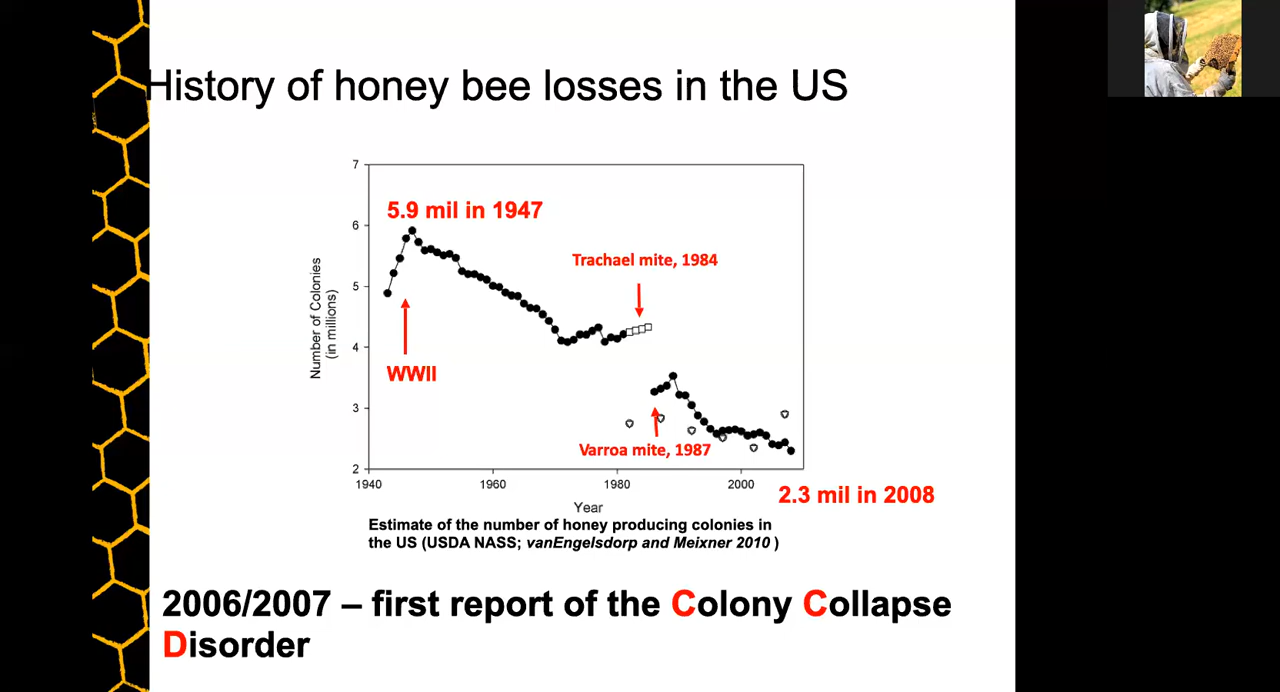 History of honey bee losses in the US
7
6
5
4
3
2
Number of Colonies
(in millions)
5.9 mil in 1947
Trachael mite, 1984
WWII
Varroa mite, 1987
1940
1960
1980
2000
2.3 mil in 2008
Year
Estimate of the number of honey producing colonies in
the US (USDA NASS; vanEngelsdorp and Meixner 2010 )
2006/2007 – first report of the Colony Collapse
Disorder